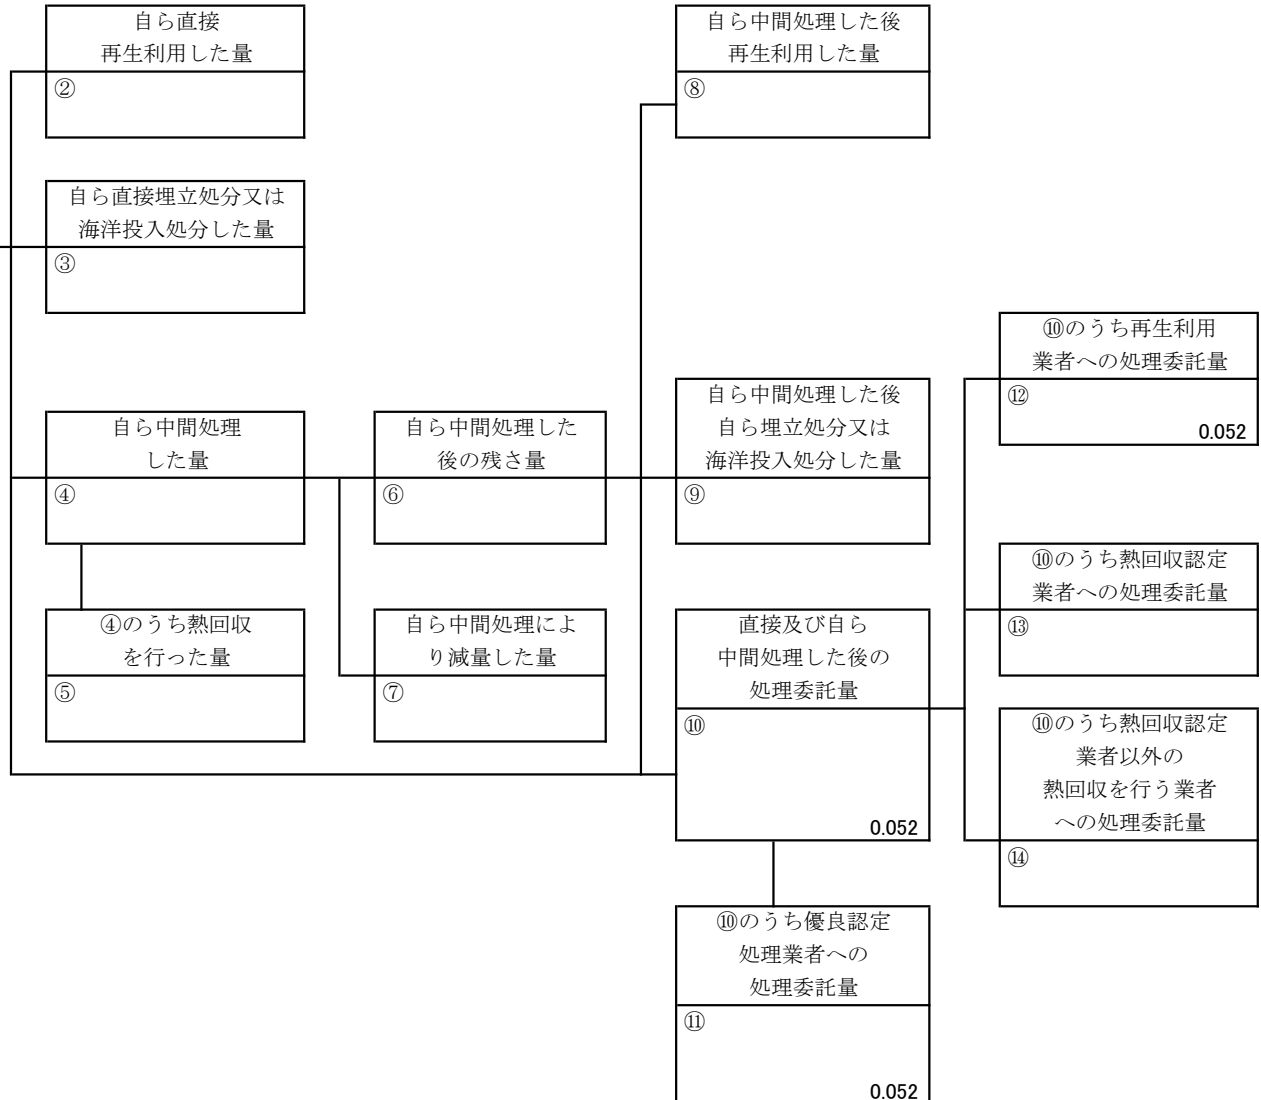 自ら直接
再生利用した量
②
自ら中間処理した後
再生利用した量
⑧
自ら直接埋立処分又は
海洋投入処分した量
③
⑩のうち再生利用
業者への処理委託量
⑫
0.052
自ら中間処理
した量
④
自ら中間処理した
後の残さ量
⑥
自ら中間処理した後
自ら埋立処分又は
海洋投入処分した量
⑨
⑩のうち熱回収認定
業者への処理委託量
⑬
④のうち熱回収
を行った量
⑤
自ら中間処理によ
り減量した量
⑦
直接及び自ら
中間処理した後の
処理委託量
⑩
0.052
⑩のうち熱回収認定
業者以外の
熱回収を行う業者
への処理委託量
⑭
⑩のうち優良認定
処理業者への
処理委託量
⑪
0.052